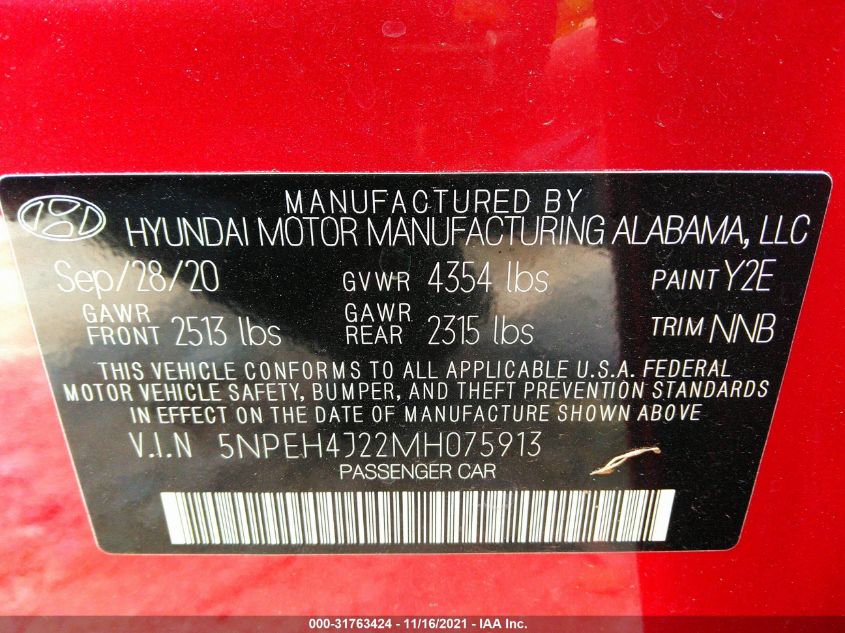 MANUFACTURED BY
HYUNDAI MOTOR MANUFACTURING ALABAMA, LLC
Sep/28/20 GVWR 4354 lbs PAINT Y2E
GAWR FRONT 2513 lbs GAWR REAR 2315 lbs TRIM NNB
THIS VEHICLE CONFORMS TO ALL APPLICABLE U.S.A. FEDERAL
MOTOR VEHICLE SAFETY, BUMPER, AND THEFT PREVENTION STANDARDS
IN EFFECT ON THE DATE OF MANUFACTURE SHOWN ABOVE
V.I.N 5NPEH4J22MH075913
PASSENGER CAR
000-31763424 - 11/16/2021 - IAA Inc.